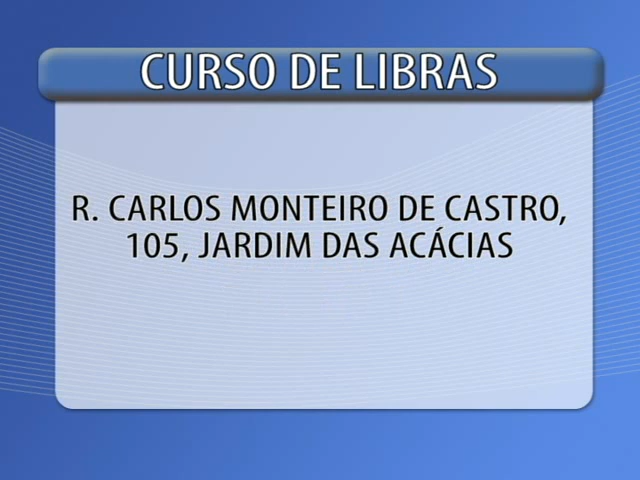 CURSO DE LIBRAS
R. CARLOS MONTEIRO DE CASTRO,
105, JARDIM DAS ACÁCIAS